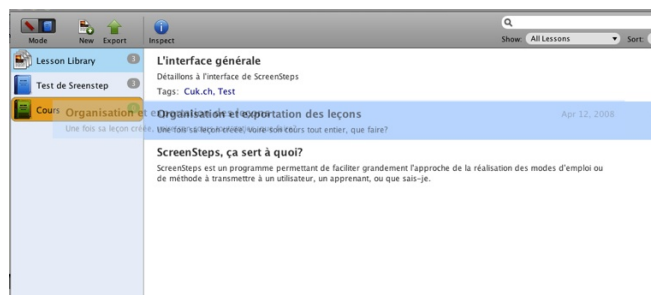 Mode
New
Export
Inspect
Show: All Lessons
Sort:
Lesson Library
Test de Sreenstep
Cours
L'interface générale
Détaillons à l'interface de ScreenSteps
Tags: Cuk.ch, Test
Organisation et exportation des leçons
Apr 12, 2008
Une fois sa leçon créée, voire son cours tout entier, que faire?
ScreenSteps, ça sert à quoi?
ScreenSteps est un programme permettant de faciliter grandement l'approche de la réalisation des modes d'emploi ou
de méthode à transmettre à un utilisateur, un apprenant, ou que sais-je.